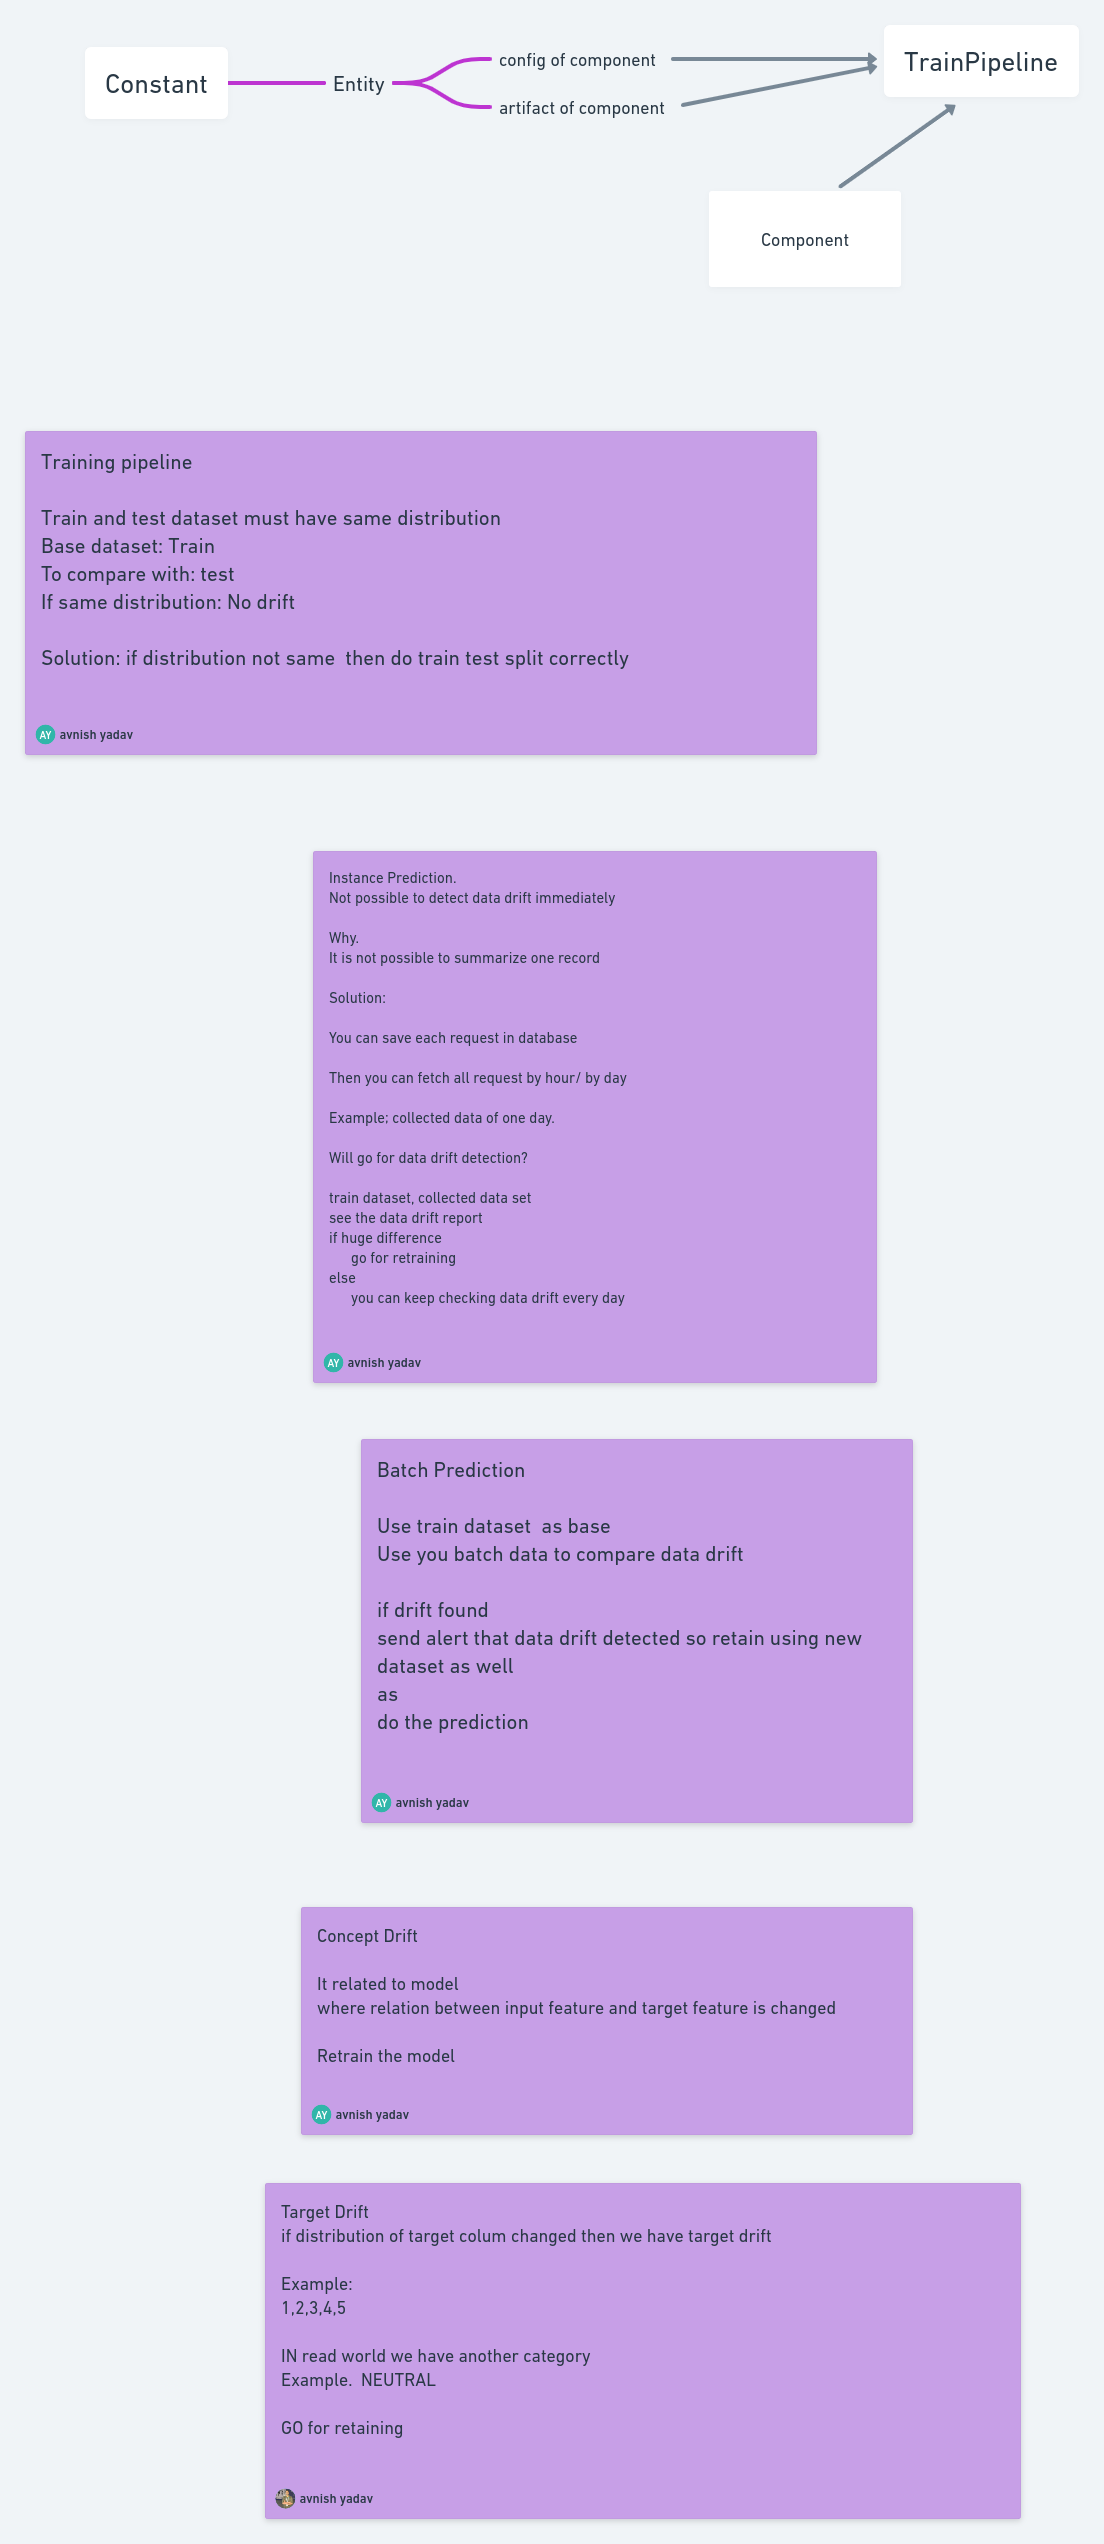 Constant
Entity
config of component
artifact of component
TrainPipeline
Component
Training pipeline
Train and test dataset must have same distribution
Base dataset: Train
To compare with: test
If same distribution: No drift
Solution: if distribution not same  then do train test split correctly
AY avnish yadav
Instance Prediction.
Not possible to detect data drift immediately
Why.
It is not possible to summarize one record
Solution:
You can save each request in database
Then you can fetch all request by hour/ by day
Example; collected data of one day.
Will go for data drift detection?
train dataset, collected data set
see the data drift report
if huge difference
go for retraining
else
you can keep checking data drift every day
AY avnish yadav
Batch Prediction
Use train dataset  as base
Use you batch data to compare data drift
if drift found
send alert that data drift detected so retain using new
dataset as well
as
do the prediction
AY avnish yadav
Concept Drift
It related to model
where relation between input feature and target feature is changed
Retrain the model
AY avnish yadav
Target Drift
if distribution of target colum changed then we have target drift
Example:
1,2,3,4,5
IN read world we have another category
Example.  NEUTRAL
GO for retaining
avnish yadav